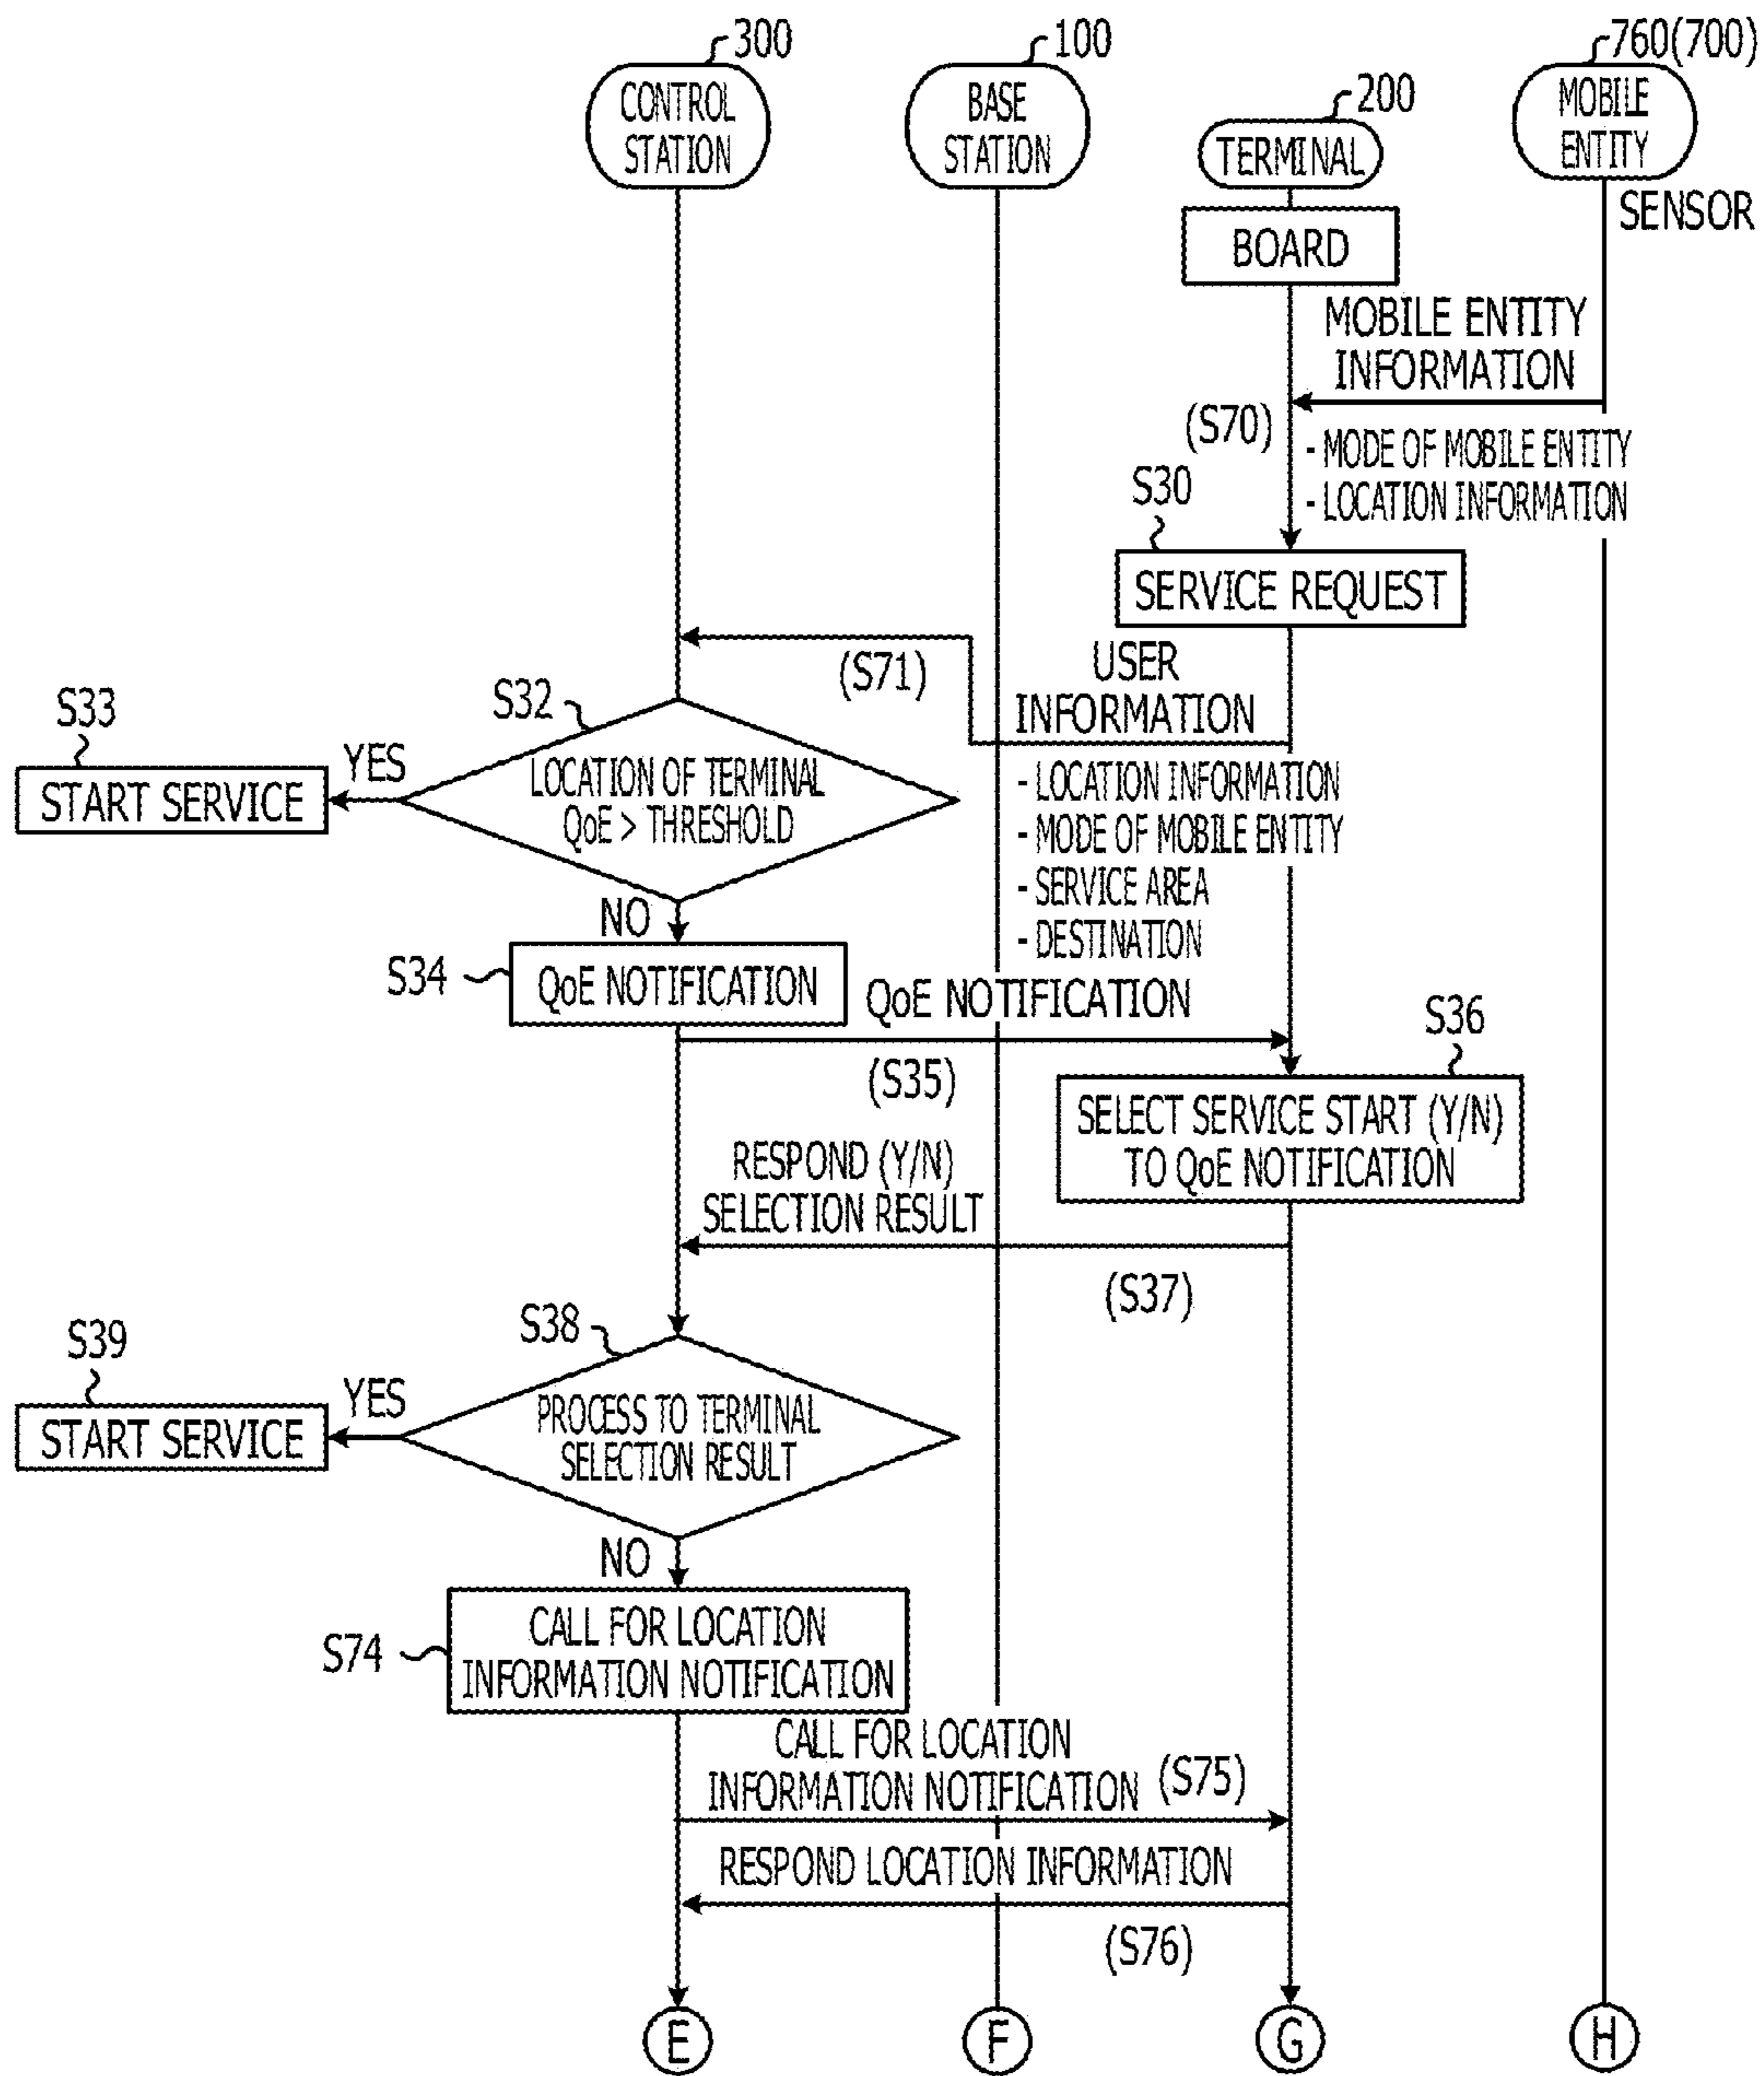 300
100
760(700)
CONTROL
STATION
BASE
STATION
200
TERMINAL
MOBILE
ENTITY
SENSOR
BOARD
MOBILE ENTITY
INFORMATION
(S70)
- MODE OF MOBILE ENTITY
- LOCATION INFORMATION
S30
SERVICE REQUEST
(S71)
USER
INFORMATION
S32
S33
YES
START SERVICE
LOCATION OF TERMINAL
QoE > THRESHOLD
- LOCATION INFORMATION
- MODE OF MOBILE ENTITY
- SERVICE AREA
- DESTINATION
NO
S34
QoE NOTIFICATION
QoE NOTIFICATION
(S35)
S36
SELECT SERVICE START (Y/N)
TO QoE NOTIFICATION
RESPOND (Y/N)
SELECTION RESULT
(S37)
S38
S39
YES
START SERVICE
PROCESS TO TERMINAL
SELECTION RESULT
NO
S74
CALL FOR LOCATION
INFORMATION NOTIFICATION
CALL FOR LOCATION
INFORMATION NOTIFICATION
(S75)
RESPOND LOCATION INFORMATION
(S76)
E
F
G
H